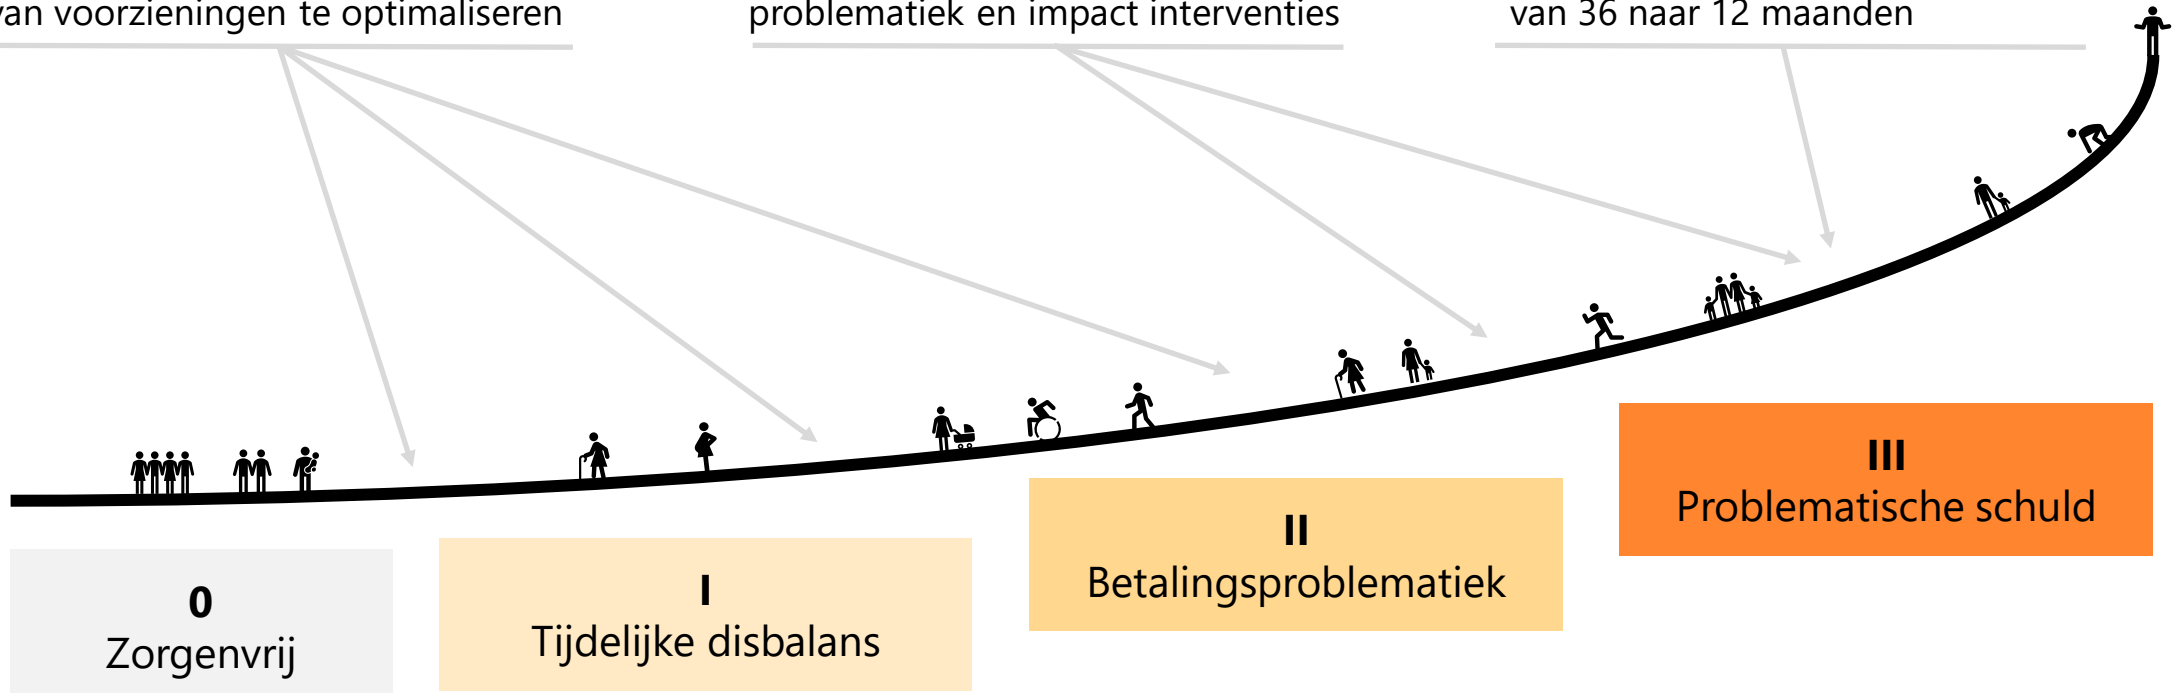 van voorzieningen te optimaliseren
problematiek en impact interventies
van 36 naar 12 maanden
0
Zorgenvrij
I
Tijdelijke disbalans
II
Betalingsproblematiek
III
Problematische schuld